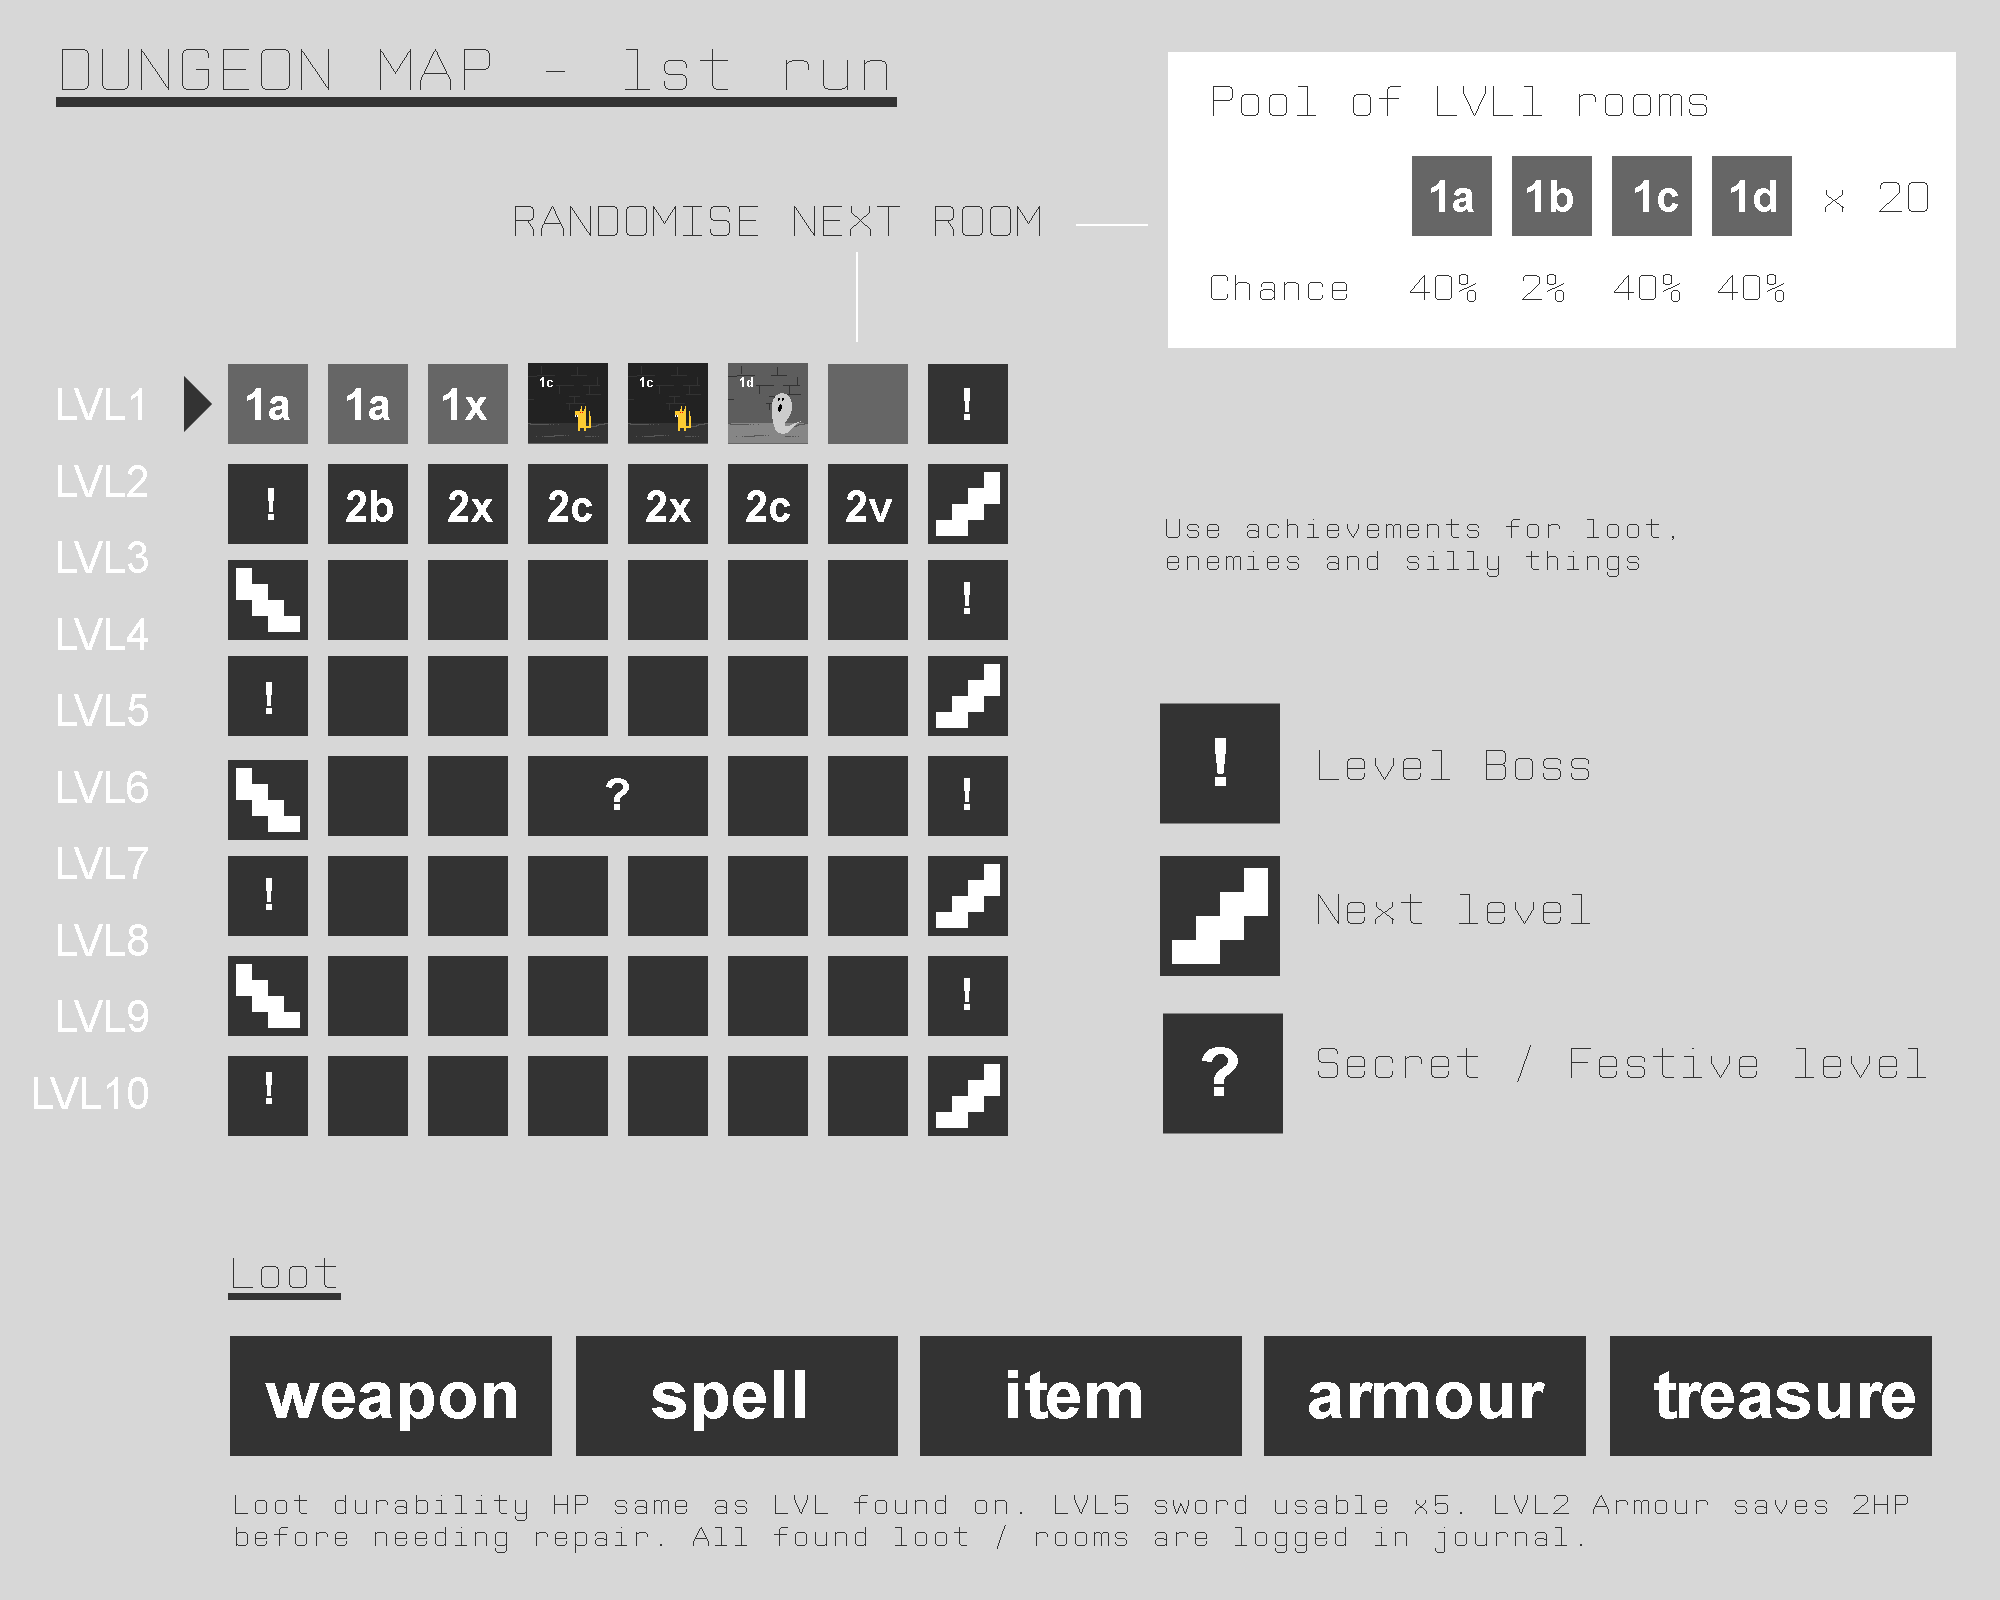 DUNGEON MAP - 1st run
Pool of LVL1 rooms
1a 1b 1c 1d x 20
Chance 40% 2% 40% 40%
RANDOMISE NEXT ROOM
LVL1 1a 1a 1x 1c 1c 1d !
LVL2 ! 2b 2x 2c 2x 2c 2v
Use achievements for loot,
enemies and silly things
LVL3 !
LVL4 !
LVL5 ? !
LVL6 !
LVL7 !
LVL8 !
LVL9
LVL10
! Level Boss
Next level
? Secret / Festive level
Loot
weapon spell item armour treasure
Loot durability HP same as LVL found on. LVL5 sword usable x5. LVL2 Armour saves 2HP
before needing repair. All found loot / rooms are logged in journal.